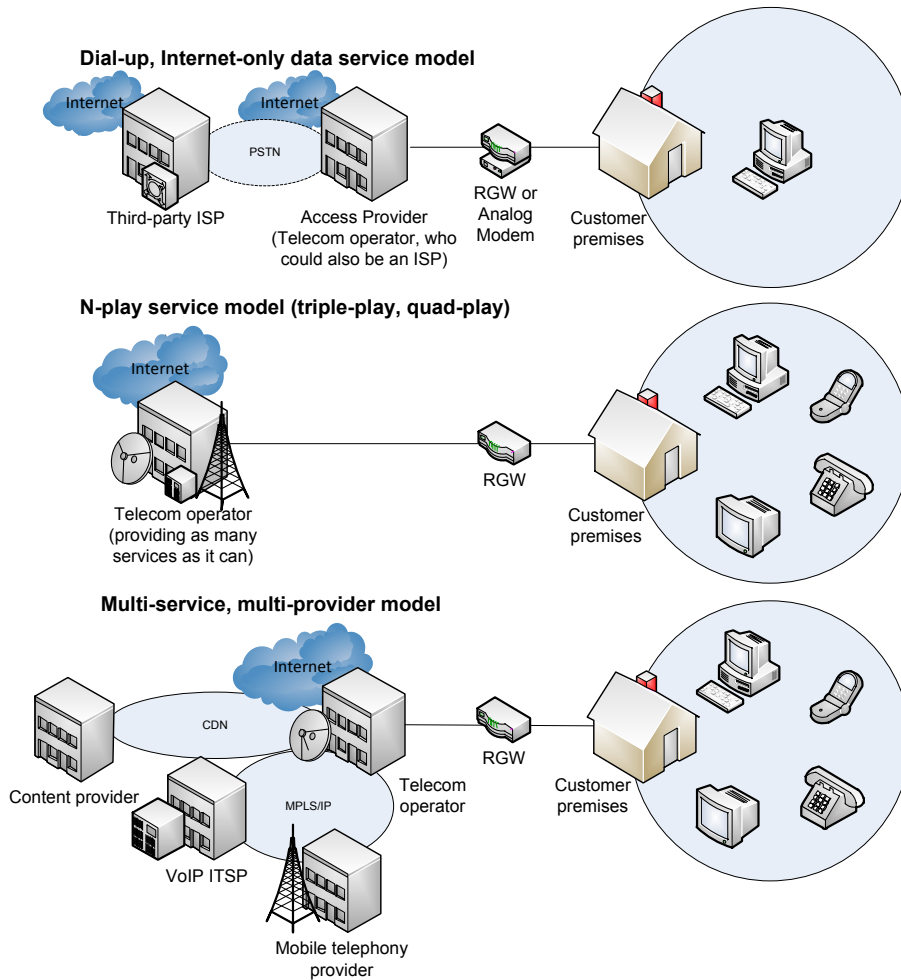 Dial-up, Internet-only data service model
Internet
Internet
PSTN
Third-party ISP
Access Provider
(Telecom operator, who
could also be an ISP)
RGW or
Analog
Modem
Customer
premises
N-play service model (triple-play, quad-play)
Internet
Telecom operator
(providing as many
services as it can)
RGW
Customer
premises
Multi-service, multi-provider model
Internet
CDN
Content provider
MPLS/IP
Telecom
operator
RGW
Customer
premises
VoIP ITSP
Mobile telephony
provider